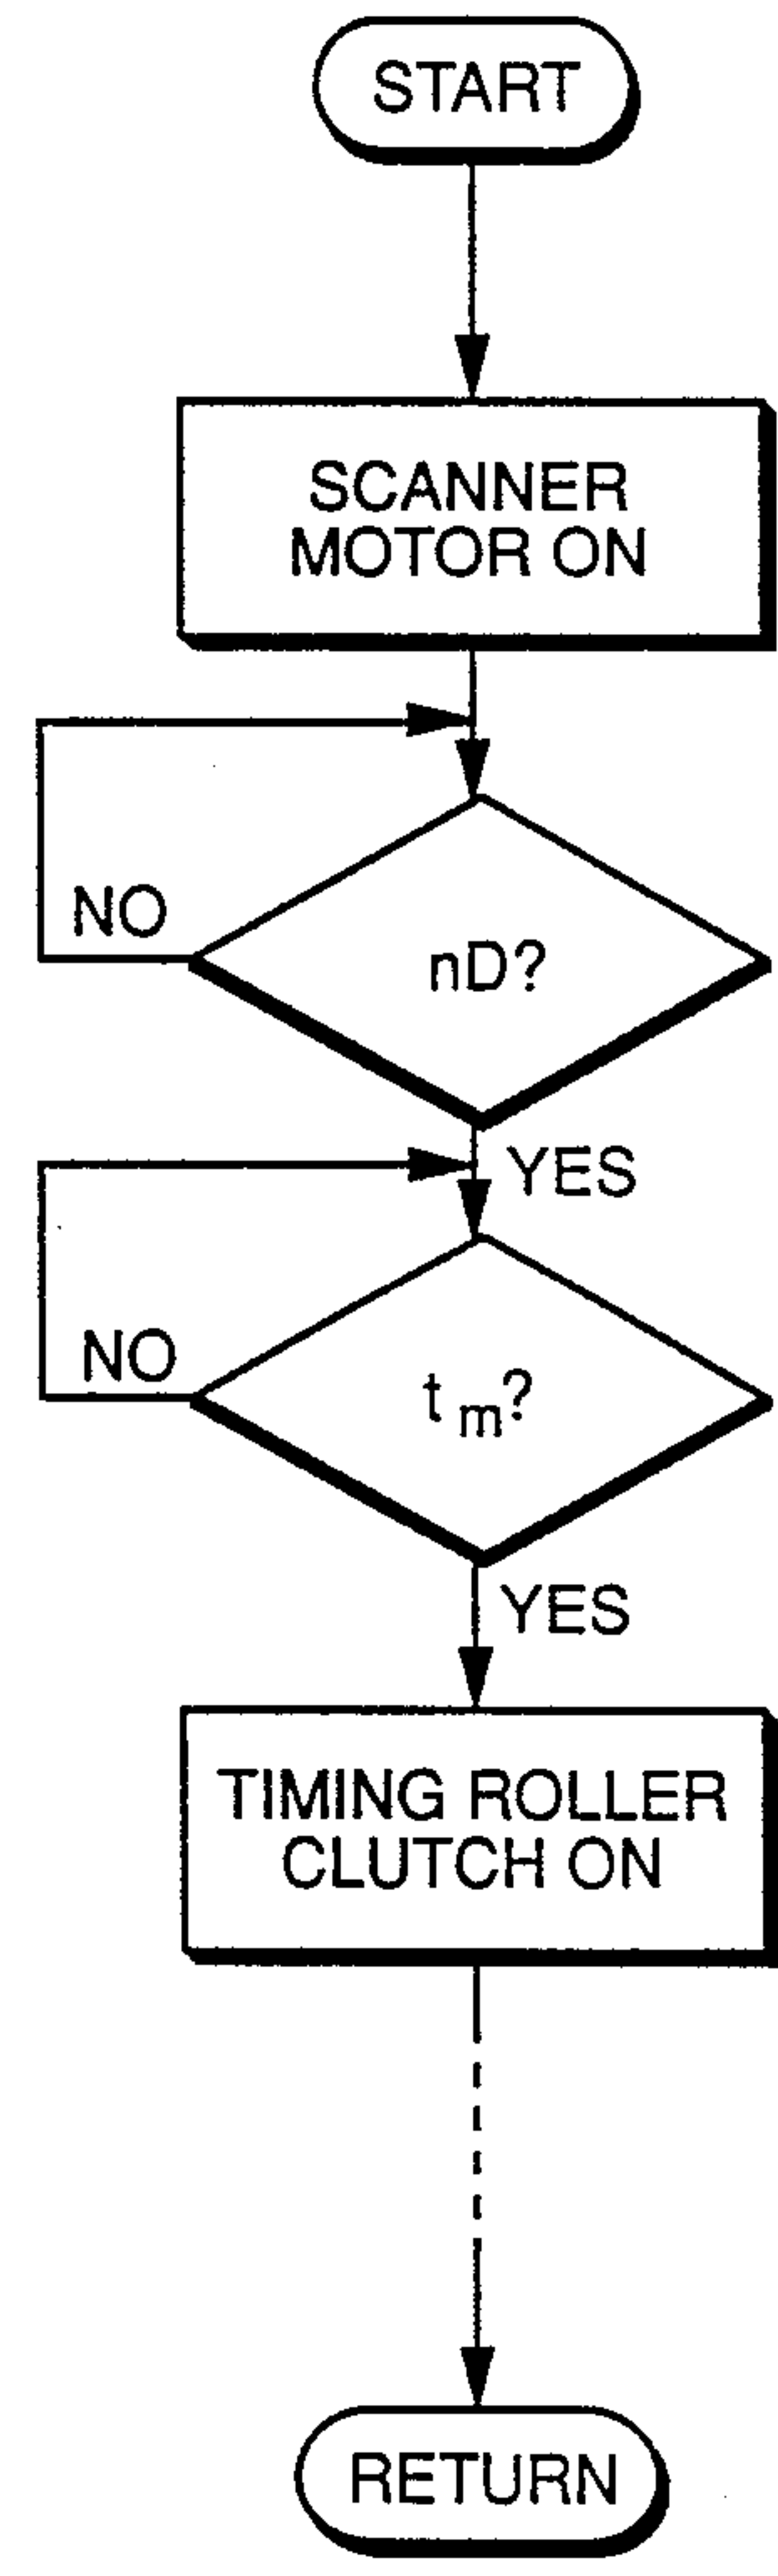 START
SCANNER
MOTOR ON
NO
nD?
YES
NO
t m?
YES
TIMING ROLLER
CLUTCH ON
RETURN